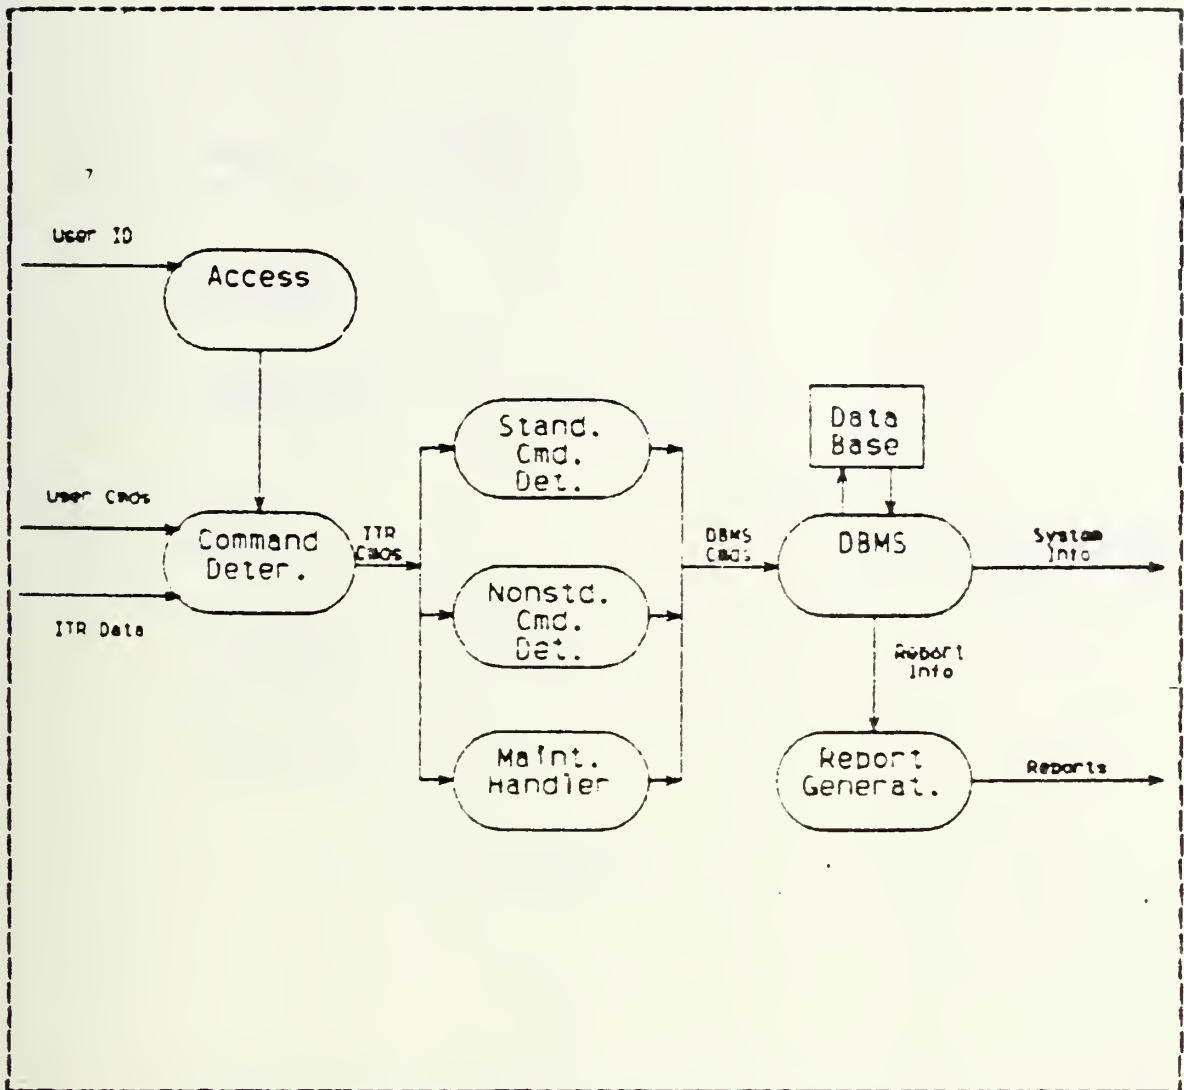 User ID
Access
Stand.
Cmd.
Det.
Data
Base
User Cmds
Command
Deter.
ITR
Cmds
DBMS
Cmds
DBMS
System
Info
ITR Data
Nonstd.
Cmd.
Det.
Report
Info
Maint.
Handler
Report
Generat.
Reports